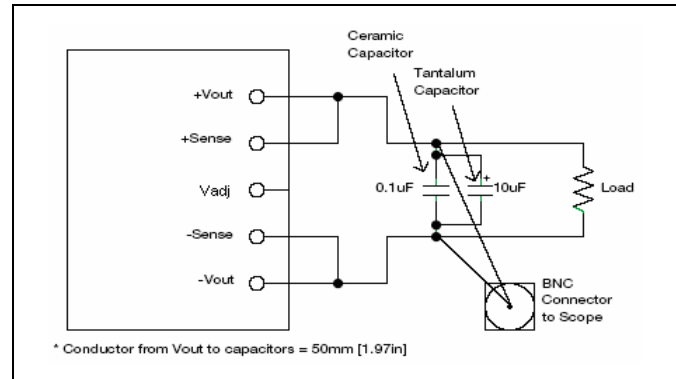 Ceramic
Capacitor
Tantalum
Capacitor
+Vout
+Sense
Vadj
-Sense
-Vout
0.1uF
+
10uF
Load
BNC
Connector
to Scope
* Conductor from Vout to capacitors = 50mm [1.97in]